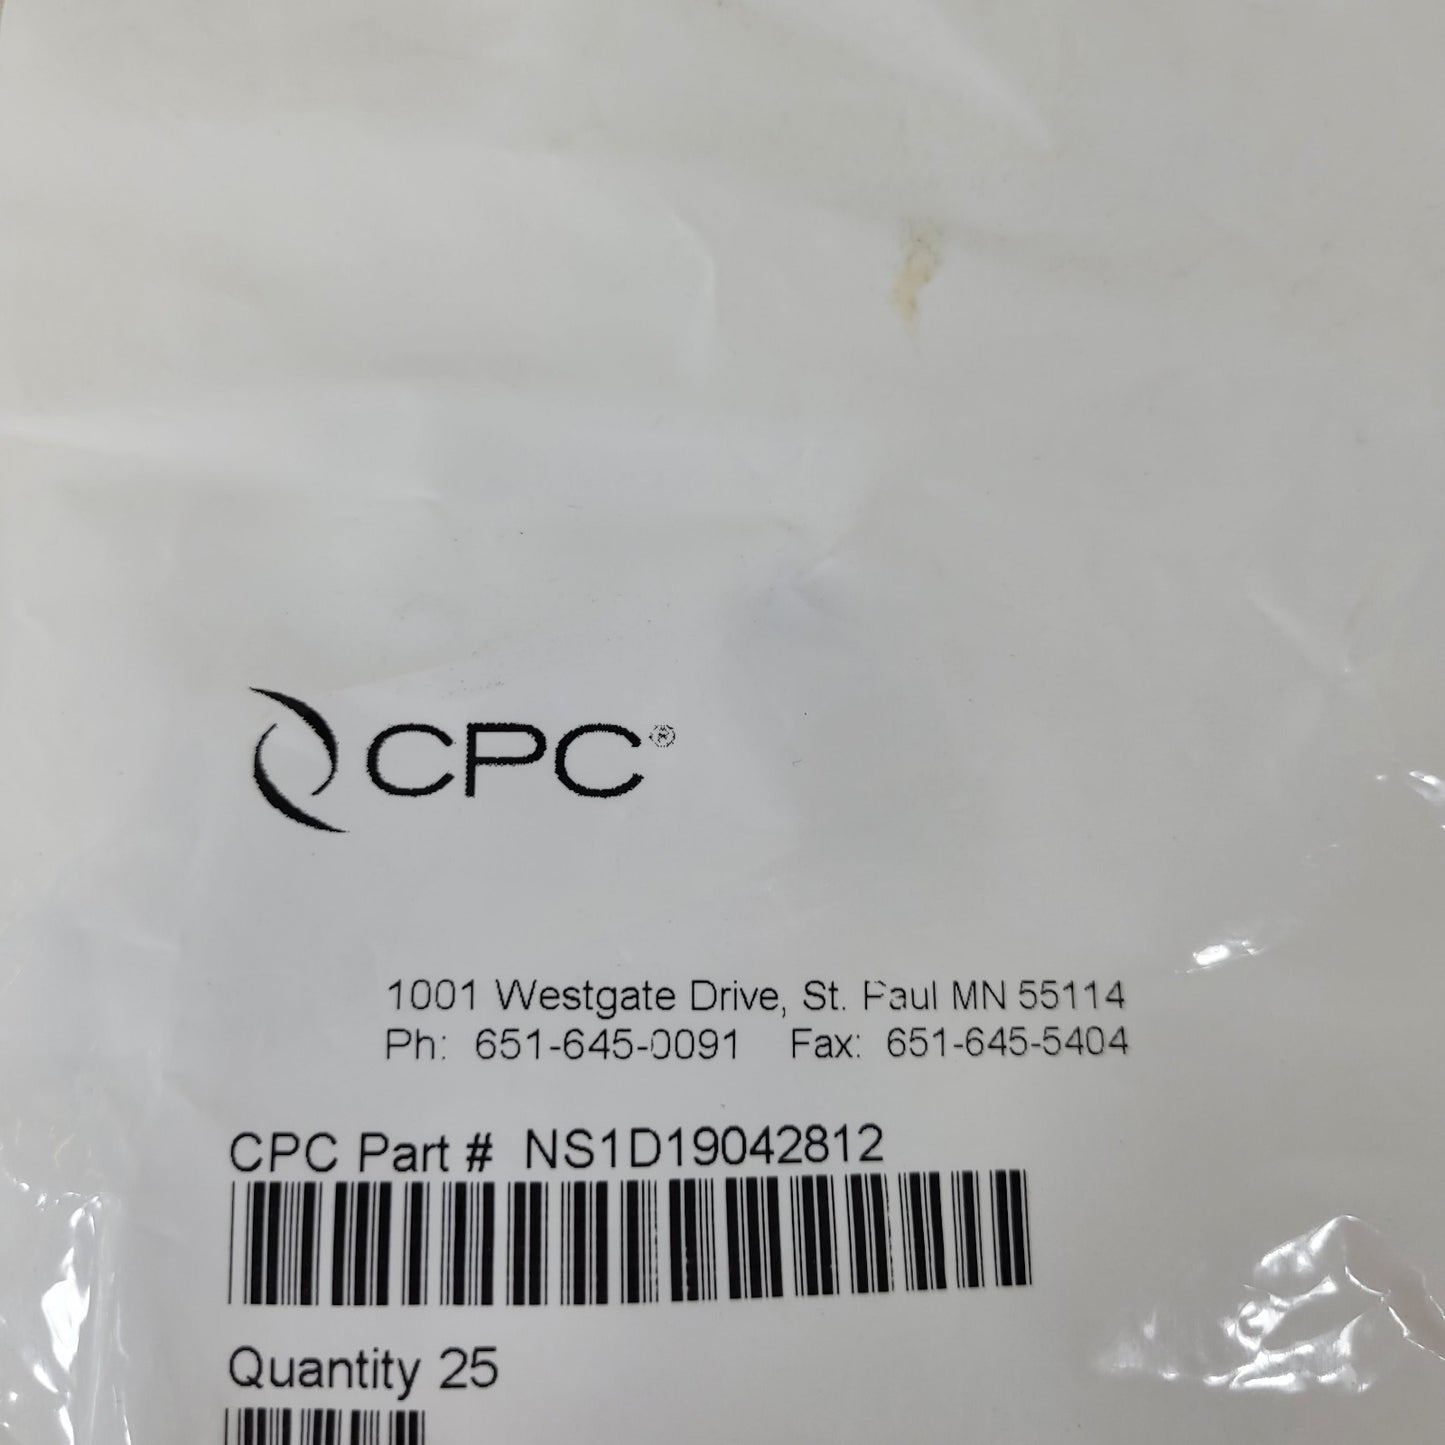 CPC®
1001 Westgate Drive, St. Paul MN 55114
Ph: 651-645-0091 Fax: 651-645-5404
CPC Part # NS1D19042812
Quantity 25